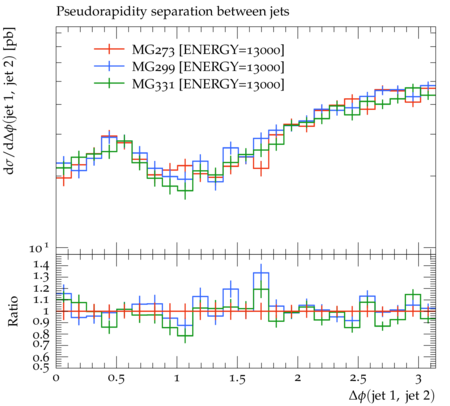 Pseudorapidity separation between jets
dσ/dΔϕ(jet 1, jet 2) [pb]
MG273 [ENERGY=13000]
MG299 [ENERGY=13000]
MG331 [ENERGY=13000]
10¹
Ratio
1.4
1.3
1.2
1.1
1
0.9
0.8
0.7
0.6
0.5
0 0.5 1 1.5 2 2.5 3
Δϕ(jet 1, jet 2)